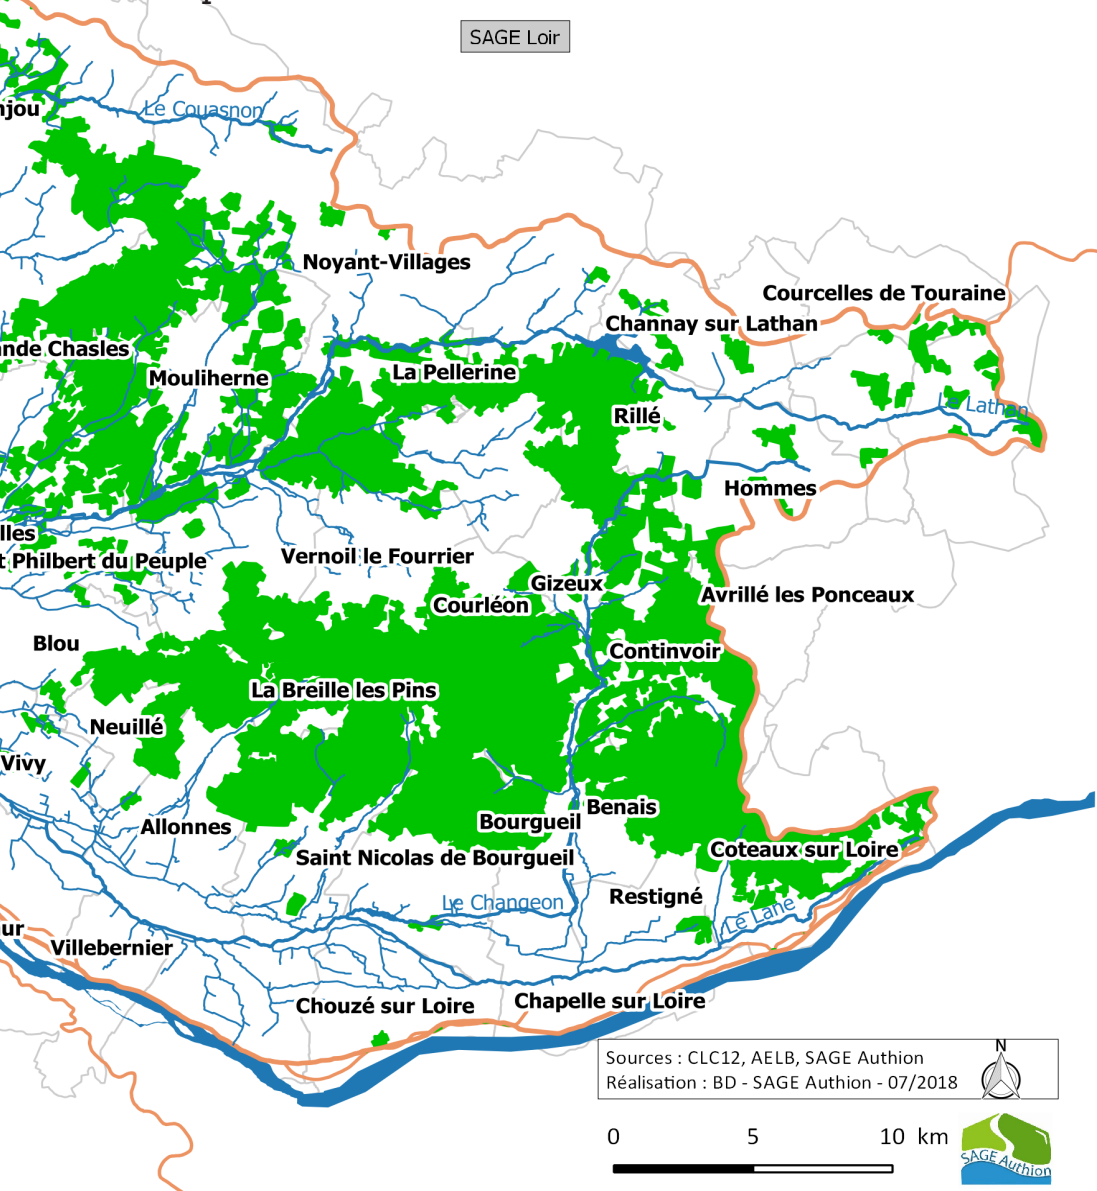 SAGE Loir
njou
Le Couasnon
Noyant-Villages
Courcelles de Touraine
Channay sur Lathan
ande Chasles
Mouliherne
La Pellerine
Rillé
Le Lathan
Hommes
lles
t Philbert du Peuple
Vernoil le Fourrier
Gizeux
Courléon
Avrillé les Ponceaux
Blou
Continvoir
La Breille les Pins
Neuillé
Vivy
Benais
Allonnes
Bourgueil
Saint Nicolas de Bourgueil
Coteaux sur Loire
Restigné
Le Changeon
Le Lane
ur
Villebernier
Chouzé sur Loire
Chapelle sur Loire
Sources : CLC12, AELB, SAGE Authion
Réalisation : BD - SAGE Authion - 07/2018
N
0 5 10 km
SAGE Authion